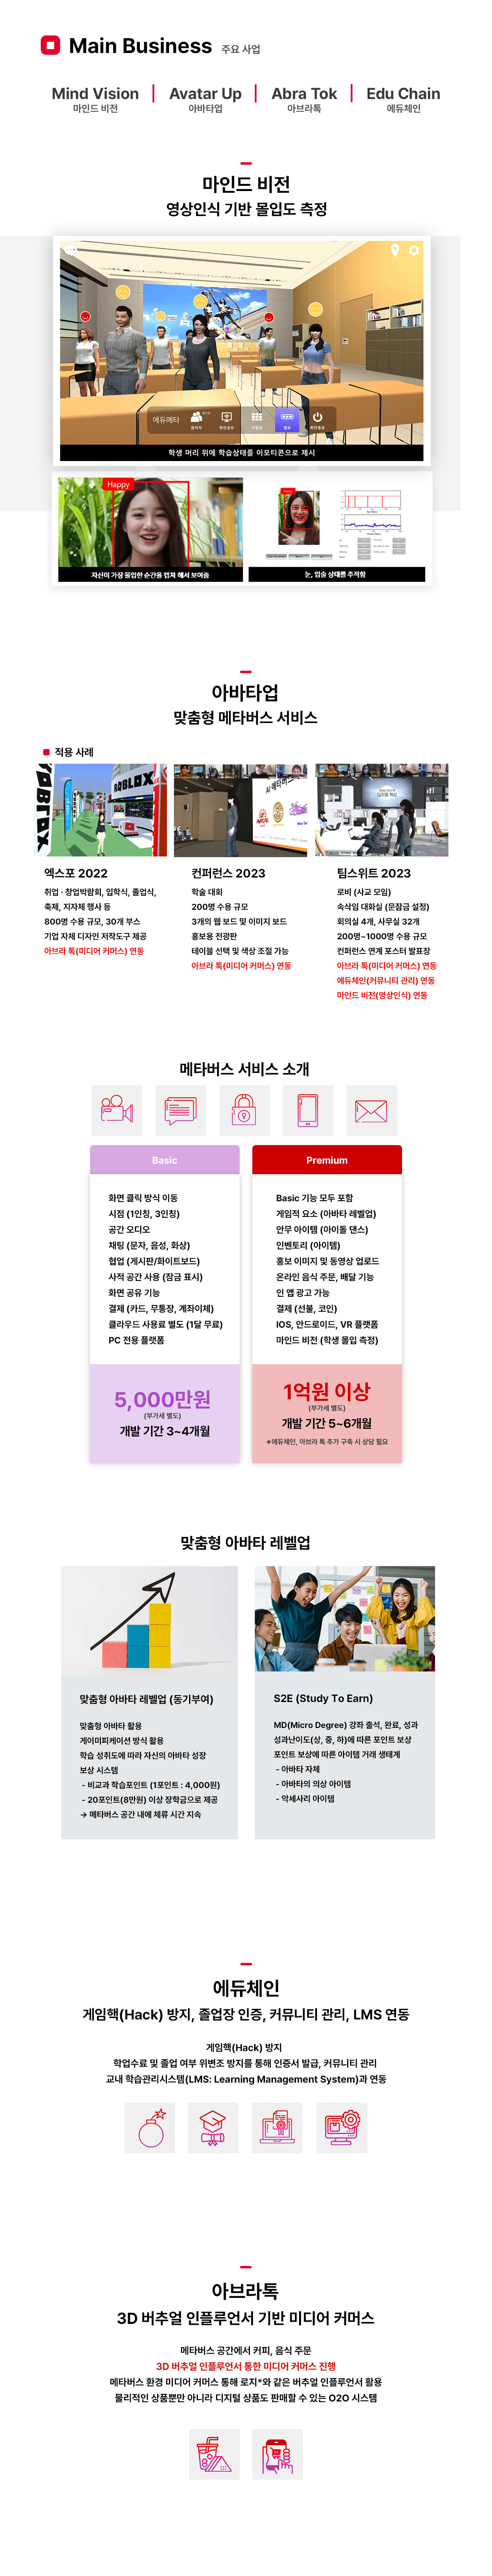 Main Business 주요 사업
Mind Vision
마인드 비전
Avatar Up
아바타업
Abra Tok
아브라톡
Edu Chain
에듀체인
마인드 비전
영상인식 기반 몰입도 측정
에듀메타
학생 머리 위에 학습상태를 이모티콘으로 제시
Happy
자신이 가장 몰입한 순간을 캡쳐 해서 보여줌
눈, 입술 상태를 추적함
아바타업
맞춤형 메타버스 서비스
적용 사례
ROBLOX
엑스포 2022
취업 · 창업박람회, 입학식, 졸업식,
축제, 지자체 행사 등
800명 수용 규모, 30개 부스
기업 자체 디자인 저작도구 제공
아브라 톡(미디어 커머스) 연동
컨퍼런스 2023
학술 대회
200명 수용 규모
3개의 웹 보드 및 이미지 보드
홍보용 전광판
테이블 선택 및 색상 조절 가능
아브라 톡(미디어 커머스) 연동
팀스위트 2023
로비 (사교 모임)
속삭임 대화실 (문잠금 설정)
회의실 4개, 사무실 32개
200명~1000명 수용 규모
컨퍼런스 연계 포스터 발표장
아브라 톡(미디어 커머스) 연동
에듀체인(커뮤니티 관리) 연동
마인드 비전(영상인식) 연동
메타버스 서비스 소개
Basic
화면 클릭 방식 이동
시점 (1인칭, 3인칭)
공간 오디오
채팅 (문자, 음성, 화상)
협업 (게시판/화이트보드)
사적 공간 사용 (잠금 표시)
화면 공유 기능
결제 (카드, 무통장, 계좌이체)
클라우드 사용료 별도 (1달 무료)
PC 전용 플랫폼
5,000만원
(부가세 별도)
개발 기간 3~4개월
Premium
Basic 기능 모두 포함
게임적 요소 (아바타 레벨업)
안무 아이템 (아이돌 댄스)
인벤토리 (아이템)
홍보 이미지 및 동영상 업로드
온라인 음식 주문, 배달 기능
인 앱 광고 가능
결제 (선불, 코인)
IOS, 안드로이드, VR 플랫폼
마인드 비전 (학생 몰입 측정)
1억원 이상
(부가세 별도)
개발 기간 5~6개월
*에듀체인, 아브라 톡 추가 구축 시 상담 필요
맞춤형 아바타 레벨업
맞춤형 아바타 레벨업 (동기부여)
맞춤형 아바타 활용
게이미피케이션 방식 활용
학습 성취도에 따라 자신의 아바타 성장
보상 시스템
- 비교과 학습포인트 (1포인트 : 4,000원)
- 20포인트(8만원) 이상 장학금으로 제공
→ 메타버스 공간 내에 체류 시간 지속
S2E (Study To Earn)
MD(Micro Degree) 강좌 출석, 완료, 성과
성과난이도(상, 중, 하)에 따른 포인트 보상
포인트 보상에 따른 아이템 거래 생태계
- 아바타 자체
- 아바타의 의상 아이템
- 악세사리 아이템
에듀체인
게임핵(Hack) 방지, 졸업장 인증, 커뮤니티 관리, LMS 연동
게임핵(Hack) 방지
학업수료 및 졸업 여부 위변조 방지를 통해 인증서 발급, 커뮤니티 관리
교내 학습관리시스템(LMS: Learning Management System)과 연동
아브라톡
3D 버추얼 인플루언서 기반 미디어 커머스
메타버스 공간에서 커피, 음식 주문
3D 버추얼 인플루언서 통한 미디어 커머스 진행
메타버스 환경 미디어 커머스 통해 로지*와 같은 버추얼 인플루언서 활용
물리적인 상품뿐만 아니라 디지털 상품도 판매할 수 있는 O2O 시스템